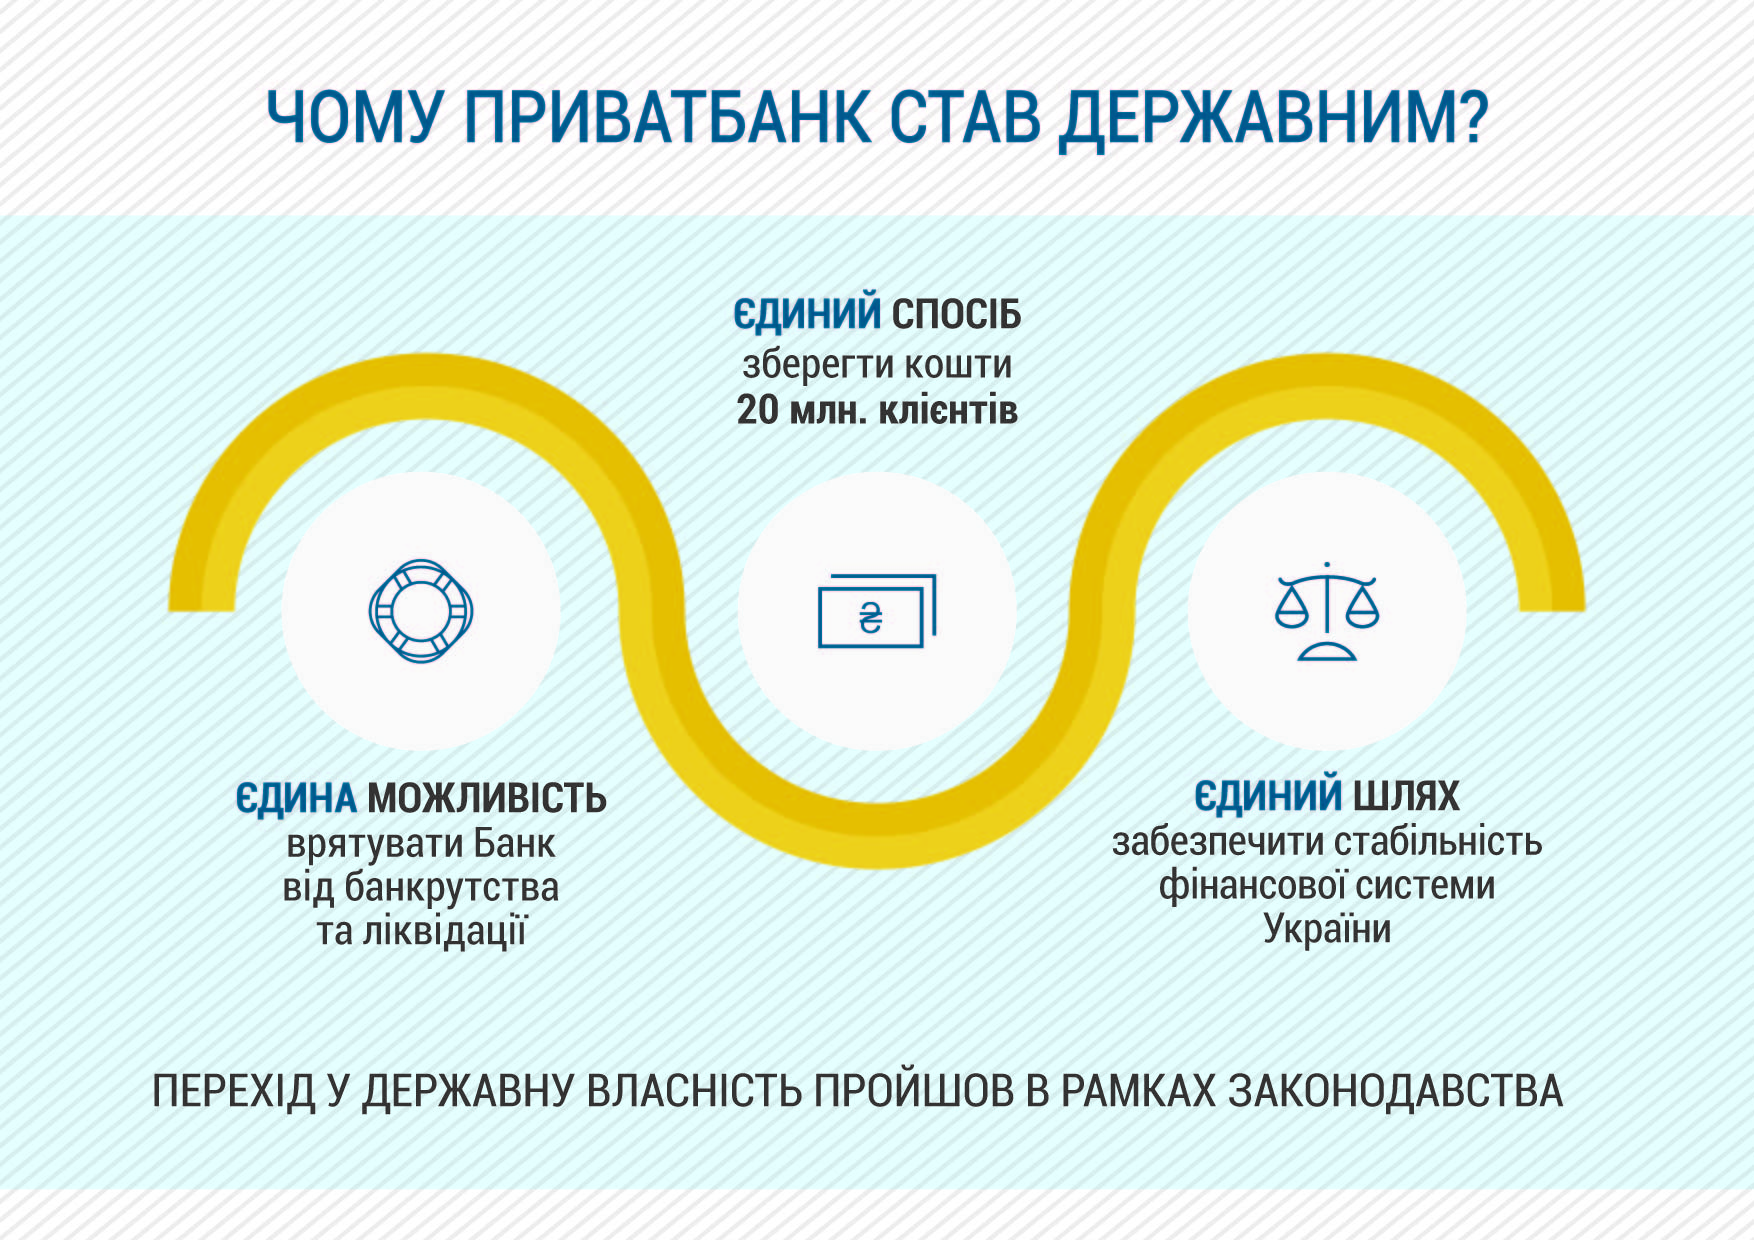 ЧОМУ ПРИВАТБАНК СТАВ ДЕРЖАВНИМ?
ЄДИНИЙ СПОСІБ
зберегти кошти
20 млн. клієнтів
₴
ЄДИНА МОЖЛИВІСТЬ
врятувати Банк
від банкрутства
та ліквідації
ЄДИНИЙ ШЛЯХ
забезпечити стабільність
фінансової системи
України
ПЕРЕХІД У ДЕРЖАВНУ ВЛАСНІСТЬ ПРОЙШОВ В РАМКАХ ЗАКОНОДАВСТВА